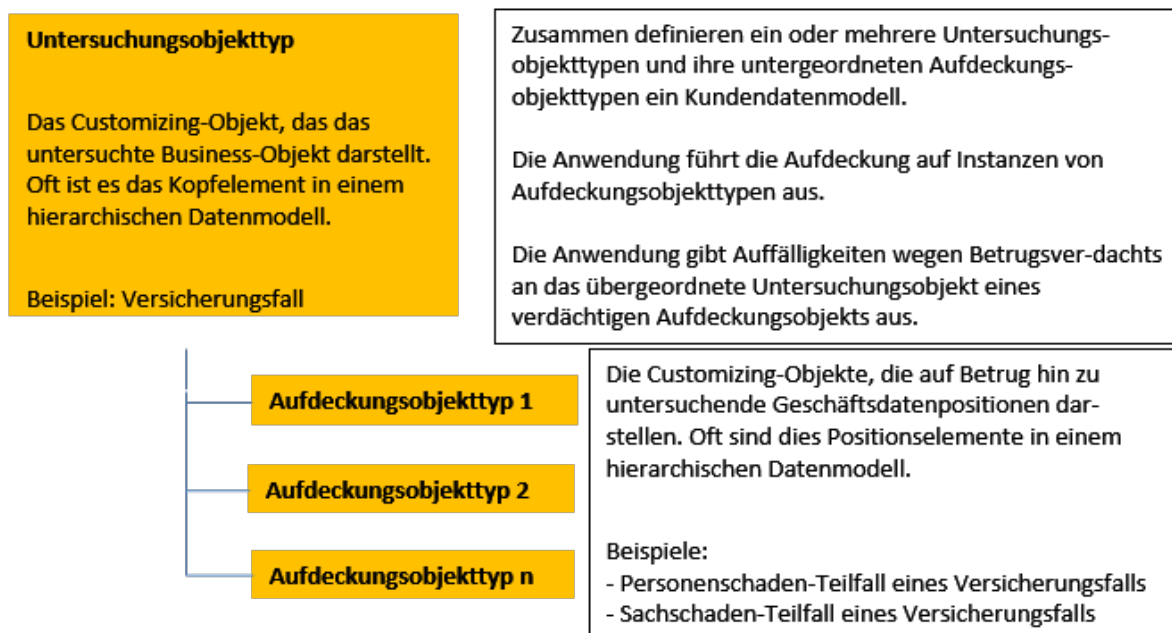 Untersuchungsobjekttyp
Das Customizing-Objekt, das das
untersuchte Business-Objekt darstellt.
Oft ist es das Kopfelement in einem
hierarchischen Datenmodell.
Beispiel: Versicherungsfall
Zusammen definieren ein oder mehrere Untersuchungs-
objekttypen und ihre untergeordneten Aufdeckungs-
objekttypen ein Kundendatenmodell.
Die Anwendung führt die Aufdeckung auf Instanzen von
Aufdeckungsobjekttypen aus.
Die Anwendung gibt Auffälligkeiten wegen Betrugsver-dachts
an das übergeordnete Untersuchungsobjekt eines
verdächtigen Aufdeckungsobjekts aus.
Aufdeckungsobjekttyp 1
Aufdeckungsobjekttyp 2
Aufdeckungsobjekttyp n
Die Customizing-Objekte, die auf Betrug hin zu
untersuchende Geschäftsdatenpositionen dar-
stellen. Oft sind dies Positionselemente in einem
hierarchischen Datenmodell.
Beispiele:
- Personenschaden-Teilfall eines Versicherungsfalls
- Sachschaden-Teilfall eines Versicherungsfalls